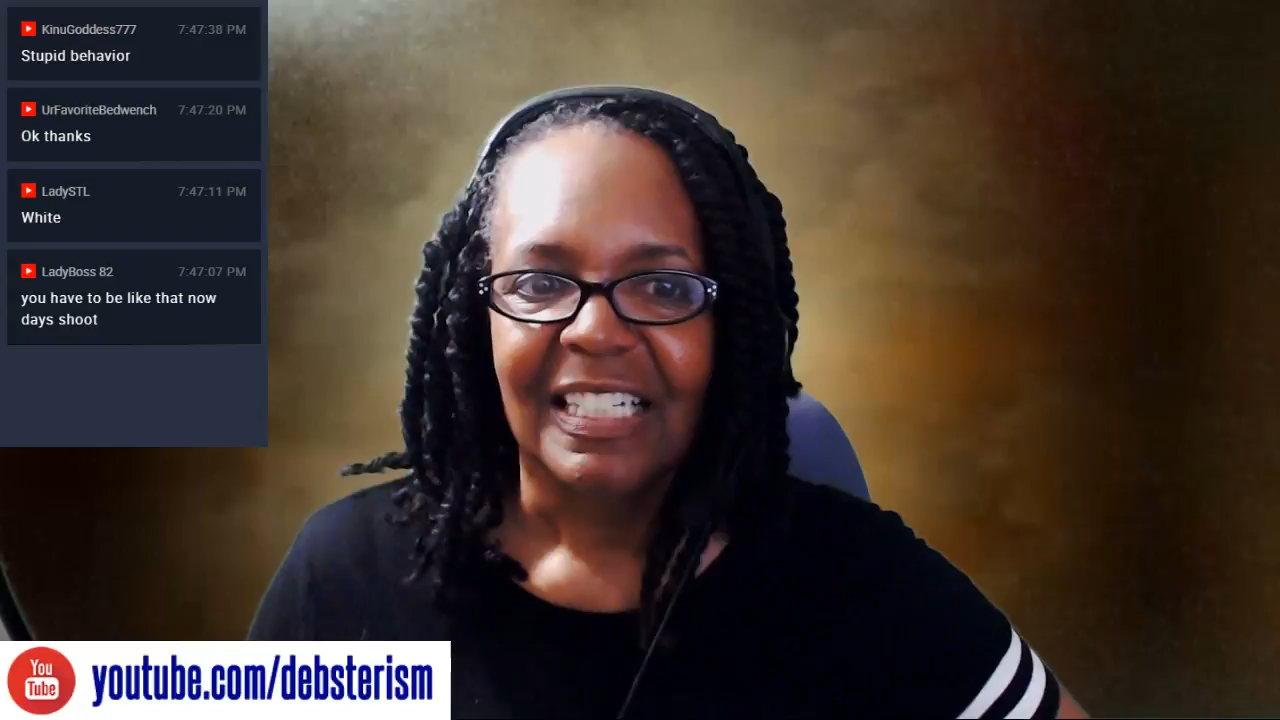 KinuGoddess777 7:47:38 PM
Stupid behavior
UrFavoriteBedwench 7:47:20 PM
Ok thanks
LadySTL 7:47:11 PM
White
LadyBoss 82 7:47:07 PM
you have to be like that now
days shoot
You
Tube
youtube.com/debsterism